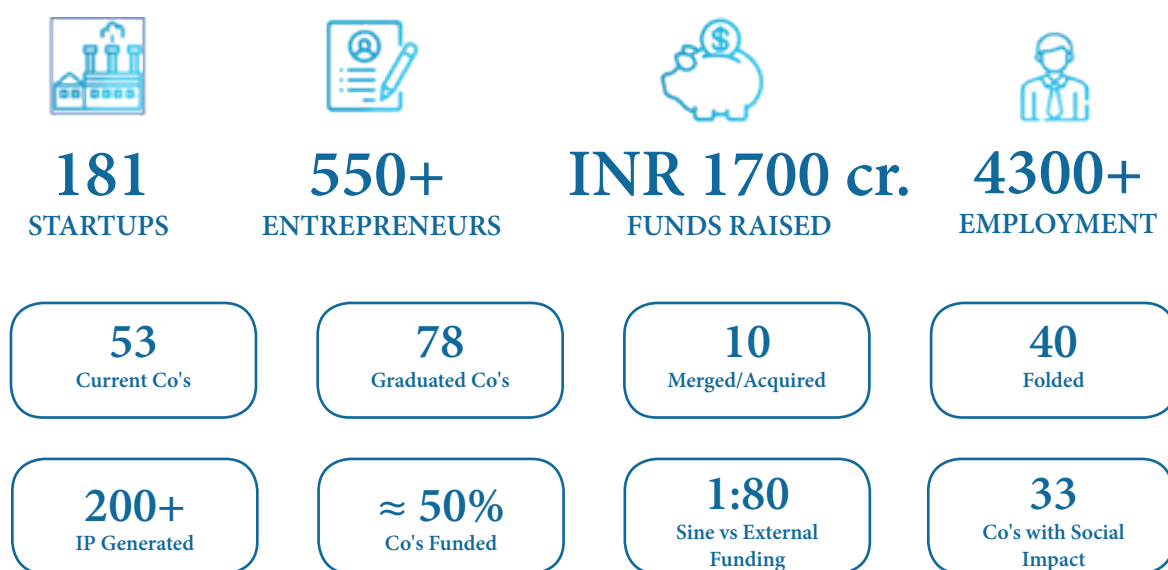 181
STARTUPS
550+
ENTREPRENEURS
INR 1700 cr.
FUNDS RAISED
4300+
EMPLOYMENT
53
Current Co's
78
Graduated Co's
10
Merged/Acquired
40
Folded
200+
IP Generated
≈ 50%
Co's Funded
1:80
Sine vs External
Funding
33
Co's with Social
Impact